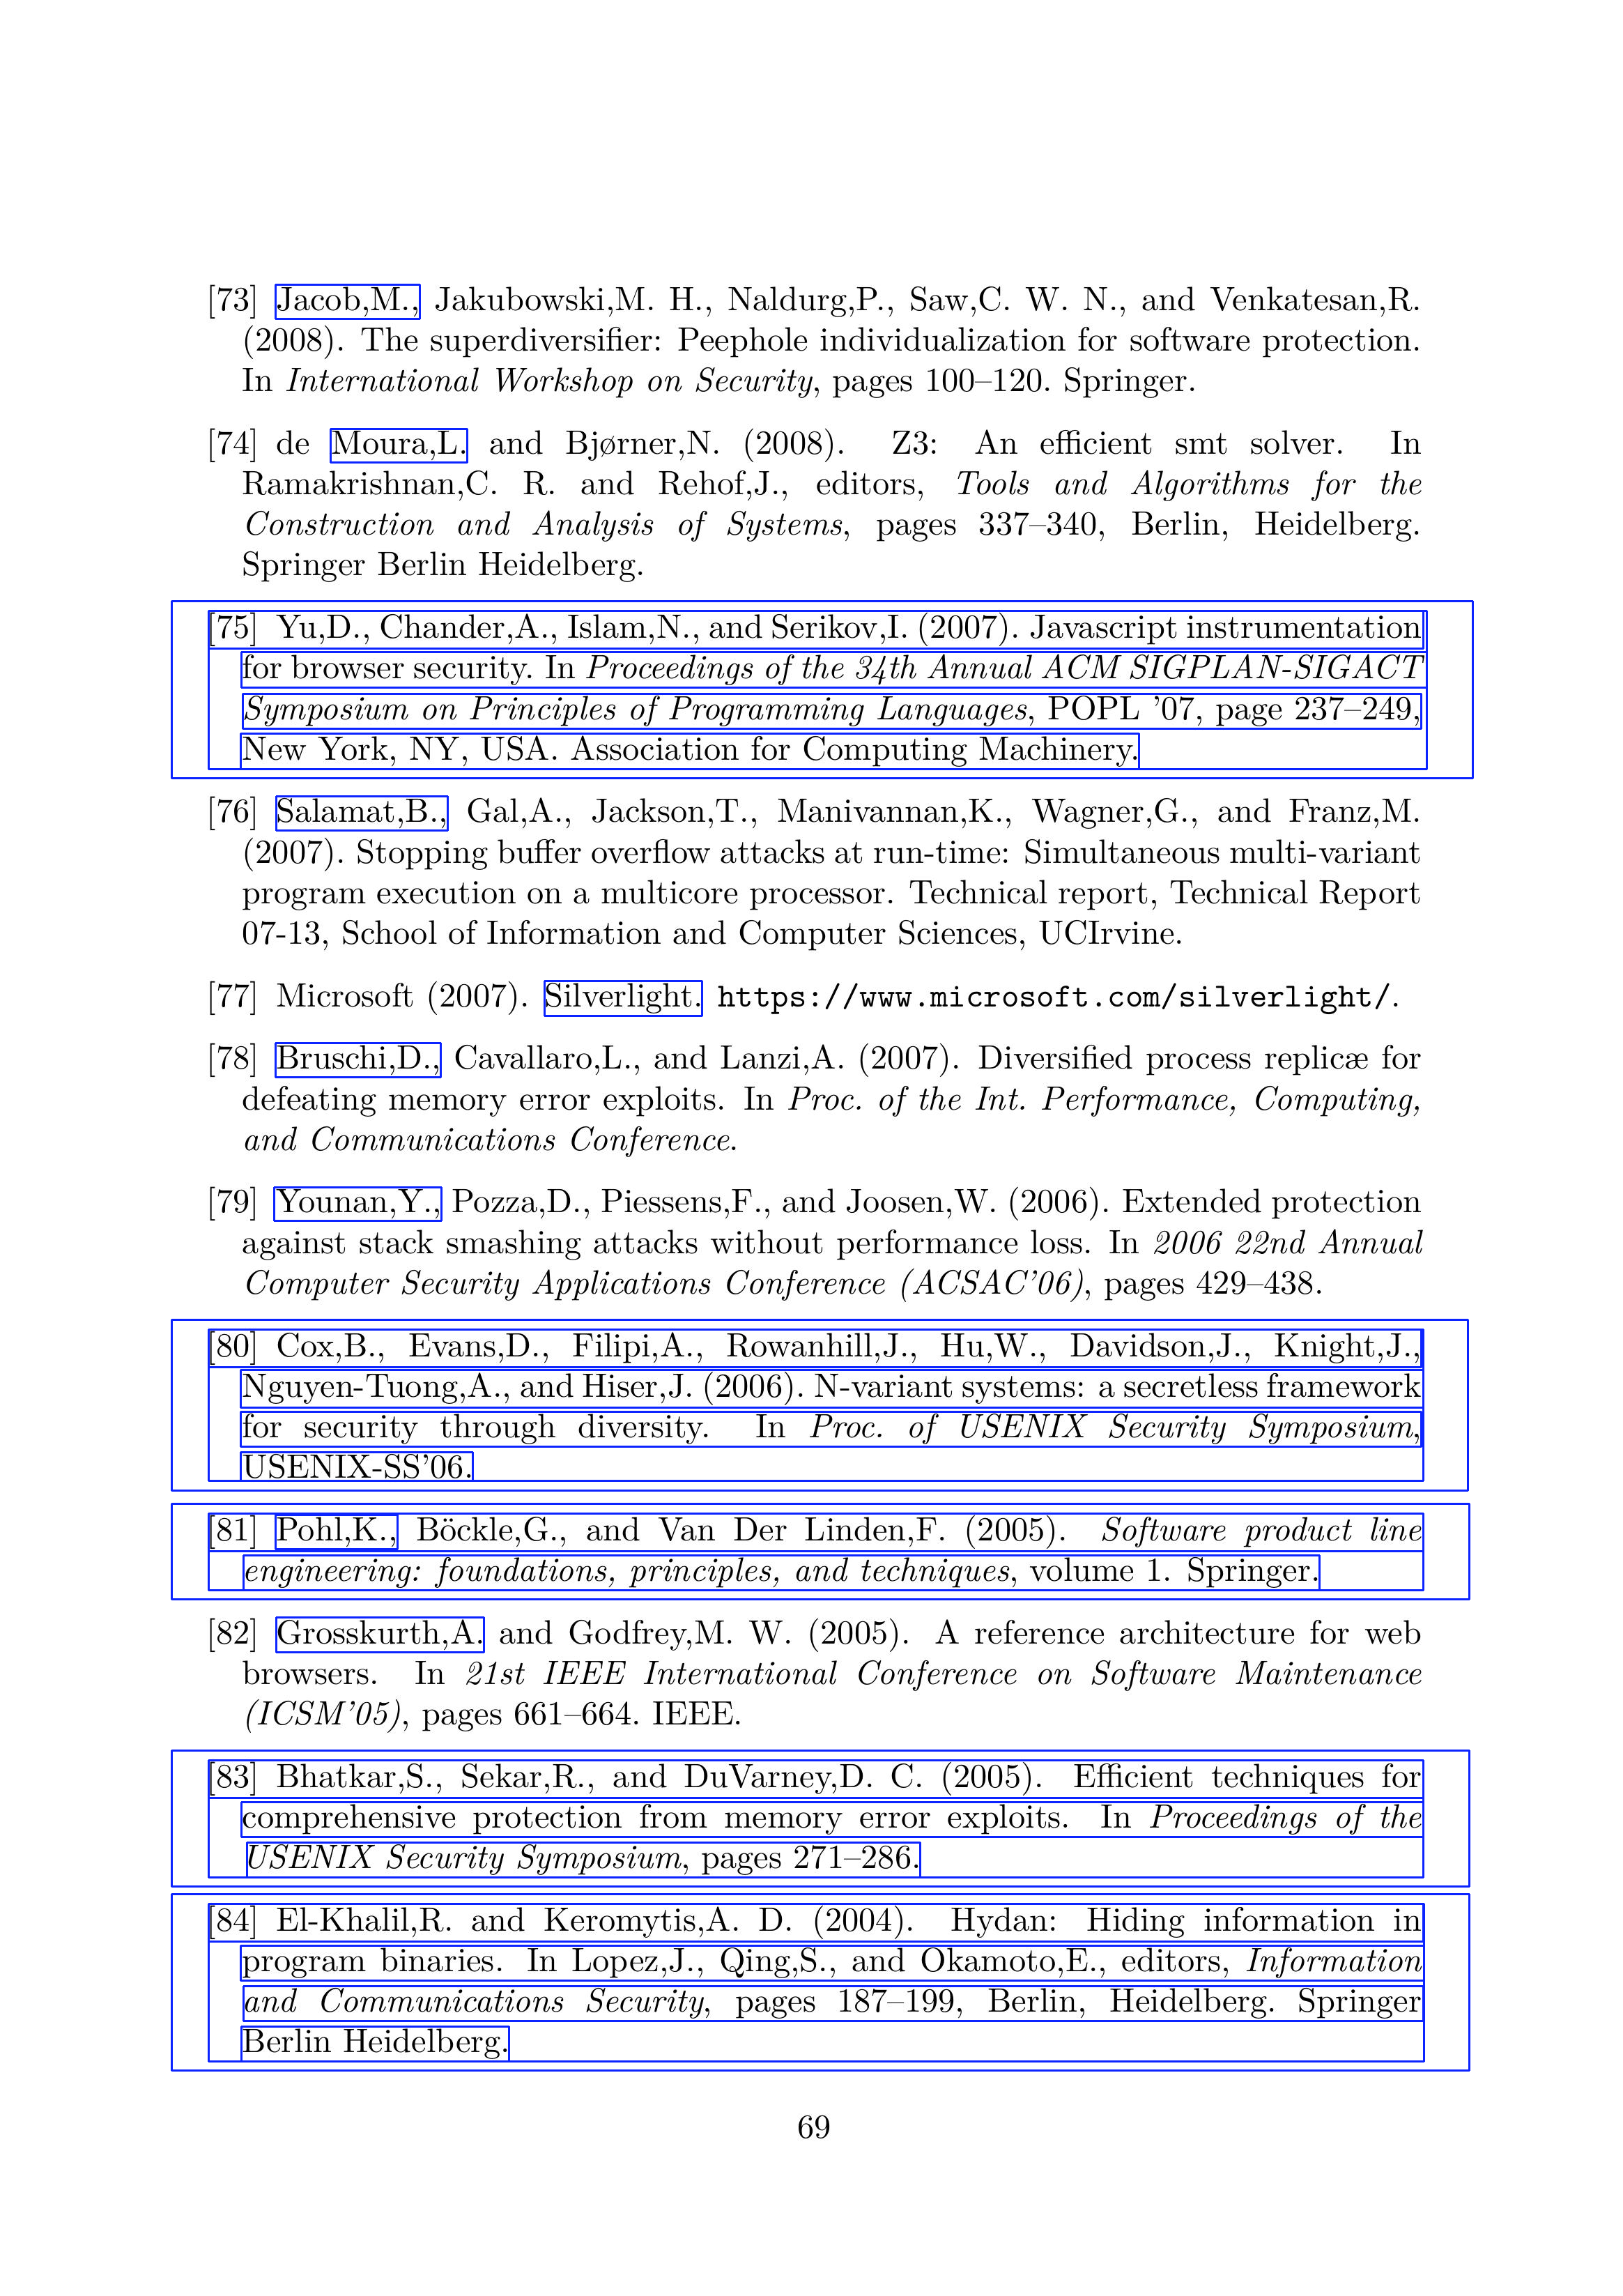 [73] Jacob,M., Jakubowski,M. H., Naldurg,P., Saw,C. W. N., and Venkatesan,R.
(2008). The superdiversifier: Peephole individualization for software protection.
In International Workshop on Security, pages 100–120. Springer.
[74] de Moura,L. and Bjørner,N. (2008). Z3: An efficient smt solver. In
Ramakrishnan,C. R. and Rehof,J., editors, Tools and Algorithms for the
Construction and Analysis of Systems, pages 337–340, Berlin, Heidelberg.
Springer Berlin Heidelberg.
[75] Yu,D., Chander,A., Islam,N., and Serikov,I. (2007). Javascript instrumentation
for browser security. In Proceedings of the 34th Annual ACM SIGPLAN-SIGACT
Symposium on Principles of Programming Languages, POPL ’07, page 237–249,
New York, NY, USA. Association for Computing Machinery.
[76] Salamat,B., Gal,A., Jackson,T., Manivannan,K., Wagner,G., and Franz,M.
(2007). Stopping buffer overflow attacks at run-time: Simultaneous multi-variant
program execution on a multicore processor. Technical report, Technical Report
07-13, School of Information and Computer Sciences, UCIrvine.
[77] Microsoft (2007). Silverlight. https://www.microsoft.com/silverlight/.
[78] Bruschi,D., Cavallaro,L., and Lanzi,A. (2007). Diversified process replicæ for
defeating memory error exploits. In Proc. of the Int. Performance, Computing,
and Communications Conference.
[79] Younan,Y., Pozza,D., Piessens,F., and Joosen,W. (2006). Extended protection
against stack smashing attacks without performance loss. In 2006 22nd Annual
Computer Security Applications Conference (ACSAC’06), pages 429–438.
[80] Cox,B., Evans,D., Filipi,A., Rowanhill,J., Hu,W., Davidson,J., Knight,J.,
Nguyen-Tuong,A., and Hiser,J. (2006). N-variant systems: a secretless framework
for security through diversity. In Proc. of USENIX Security Symposium,
USENIX-SS’06.
[81] Pohl,K., Böckle,G., and Van Der Linden,F. (2005). Software product line
engineering: foundations, principles, and techniques, volume 1. Springer.
[82] Grosskurth,A. and Godfrey,M. W. (2005). A reference architecture for web
browsers. In 21st IEEE International Conference on Software Maintenance
(ICSM’05), pages 661–664. IEEE.
[83] Bhatkar,S., Sekar,R., and DuVarney,D. C. (2005). Efficient techniques for
comprehensive protection from memory error exploits. In Proceedings of the
USENIX Security Symposium, pages 271–286.
[84] El-Khalil,R. and Keromytis,A. D. (2004). Hydan: Hiding information in
program binaries. In Lopez,J., Qing,S., and Okamoto,E., editors, Information
and Communications Security, pages 187–199, Berlin, Heidelberg. Springer
Berlin Heidelberg.
69